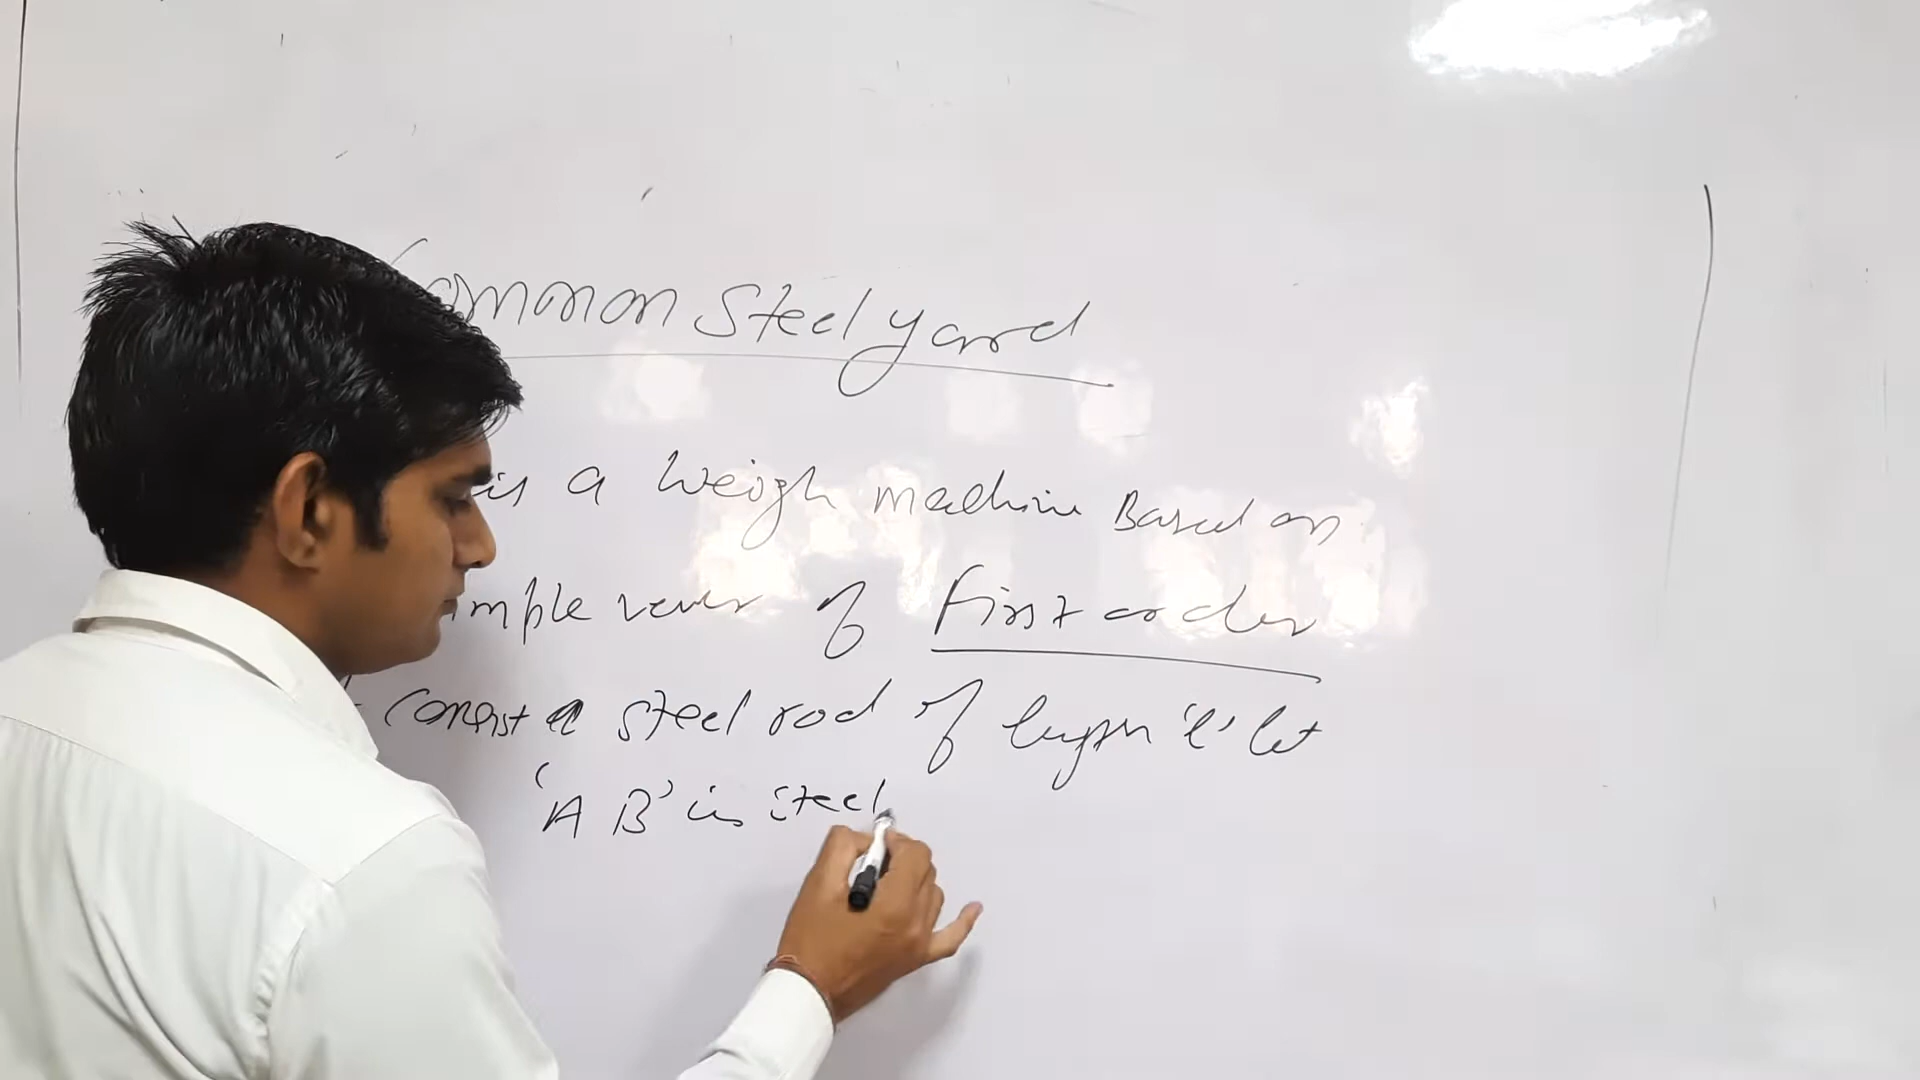 Common Steel yard
is a Weigh machine Based on
imple lever of First order
Consist a steel rod of length 'l' let
'A B' is steel